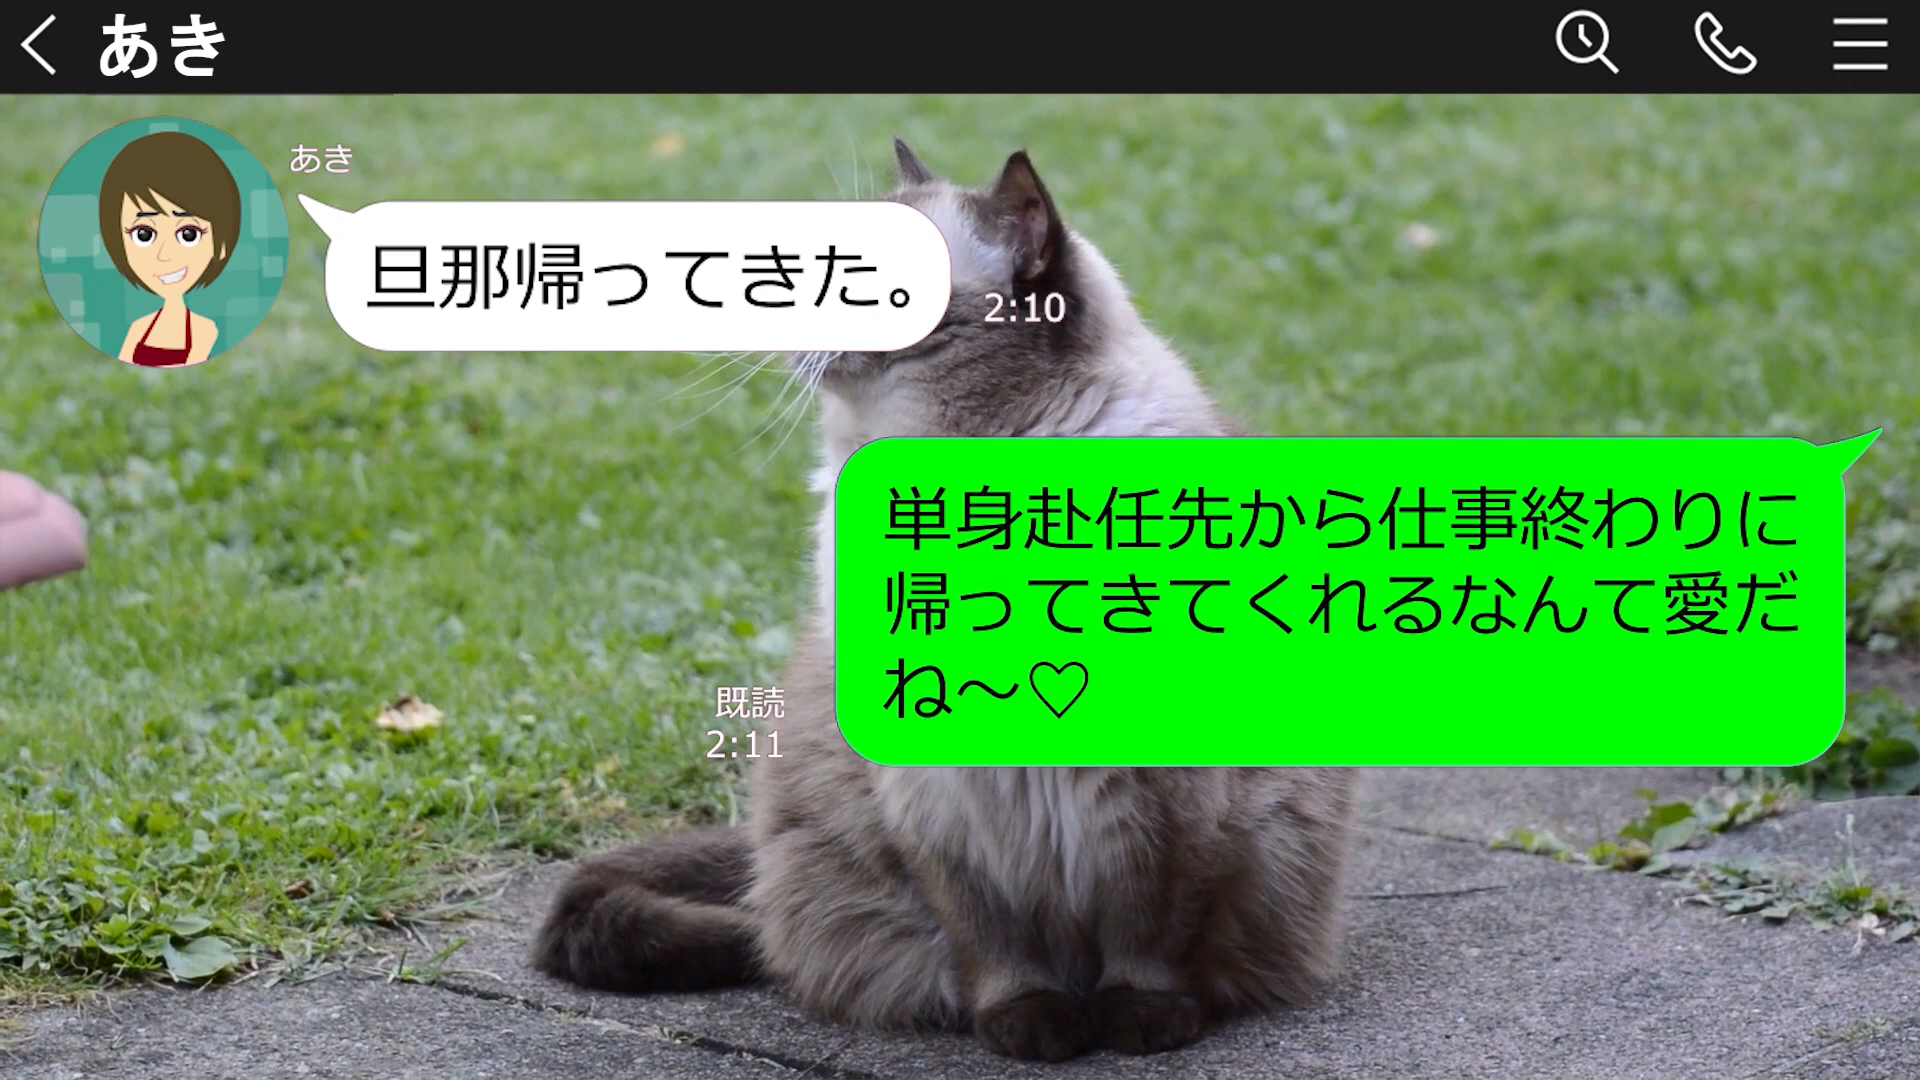 あき
あき
旦那帰ってきた。
2:10
単身赴任先から仕事終わりに
帰ってきてくれるなんて愛だ
ね～♡
既読
2:11